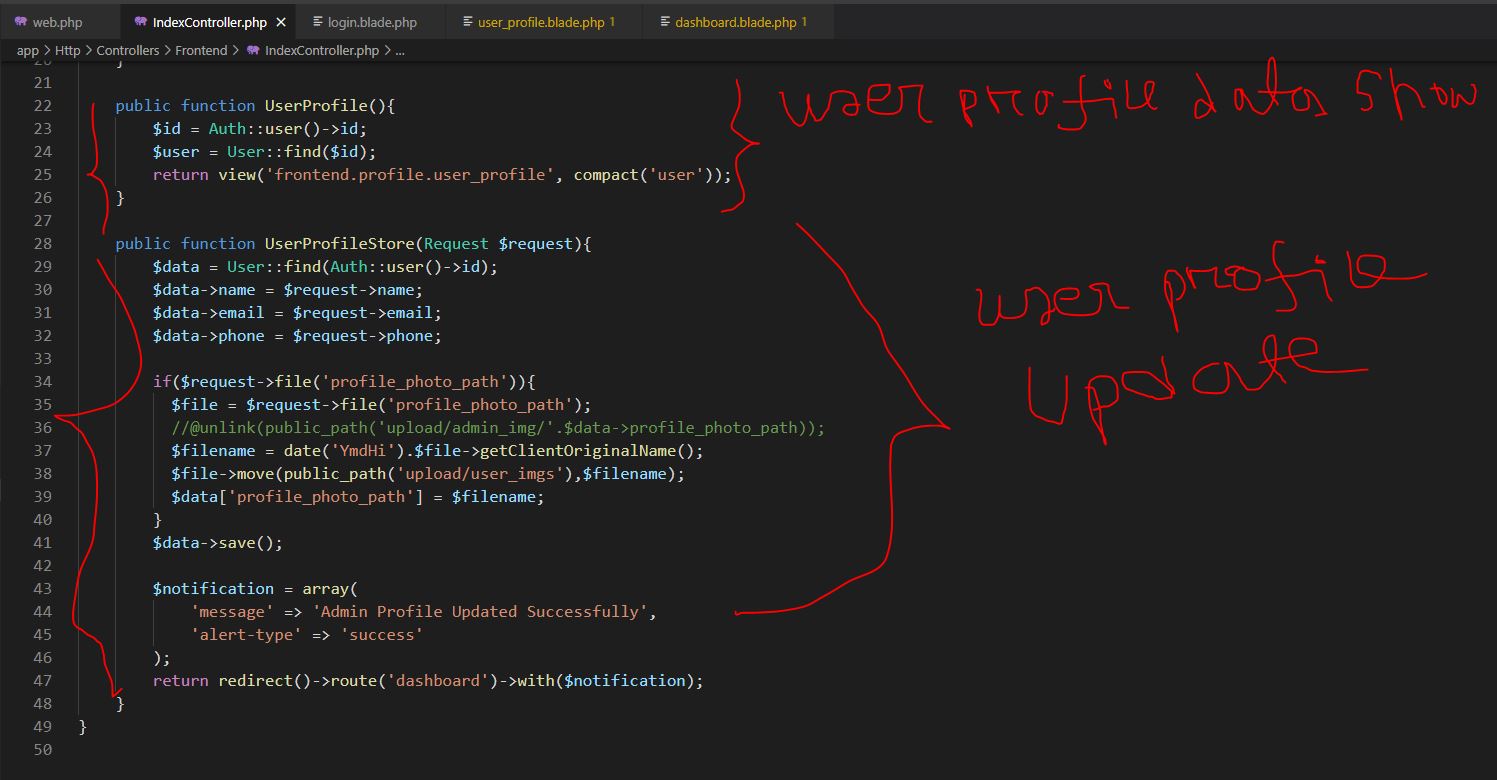 web.php IndexController.php × login.blade.php user_profile.blade.php 1 dashboard.blade.php 1
app > Http > Controllers > Frontend > IndexController.php > ...
20 }
21
22 public function UserProfile(){
23 $id = Auth::user()->id;
24 $user = User::find($id);
25 return view('frontend.profile.user_profile', compact('user'));
26 }
27
28 public function UserProfileStore(Request $request){
29 $data = User::find(Auth::user()->id);
30 $data->name = $request->name;
31 $data->email = $request->email;
32 $data->phone = $request->phone;
33
34 if($request->file('profile_photo_path')){
35 $file = $request->file('profile_photo_path');
36 //@unlink(public_path('upload/admin_img/'.$data->profile_photo_path));
37 $filename = date('YmdHi').$file->getClientOriginalName();
38 $file->move(public_path('upload/user_imgs'),$filename);
39 $data['profile_photo_path'] = $filename;
40 }
41 $data->save();
42
43 $notification = array(
44 'message' => 'Admin Profile Updated Successfully',
45 'alert-type' => 'success'
46 );
47 return redirect()->route('dashboard')->with($notification);
48 }
49 }
50
user profile data show
user profile
update